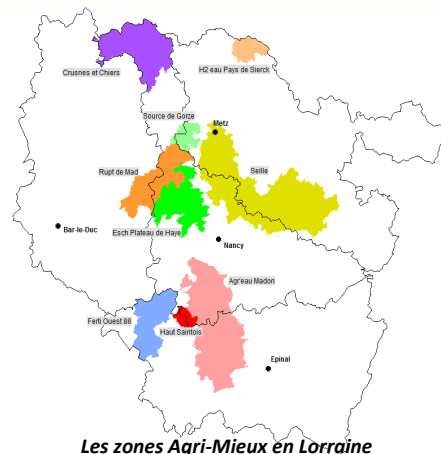 Crusnes et Chiers
H2 eau Pays de Sierck
Source de Gorze
Metz
Rupt de Mad
Seille
Bar-le-Duc
Esch Plateau de Haye
Nancy
Agr'eau Madon
Ferti Ouest 88
Haut Saintois
Epinal
Les zones Agri-Mieux en Lorraine